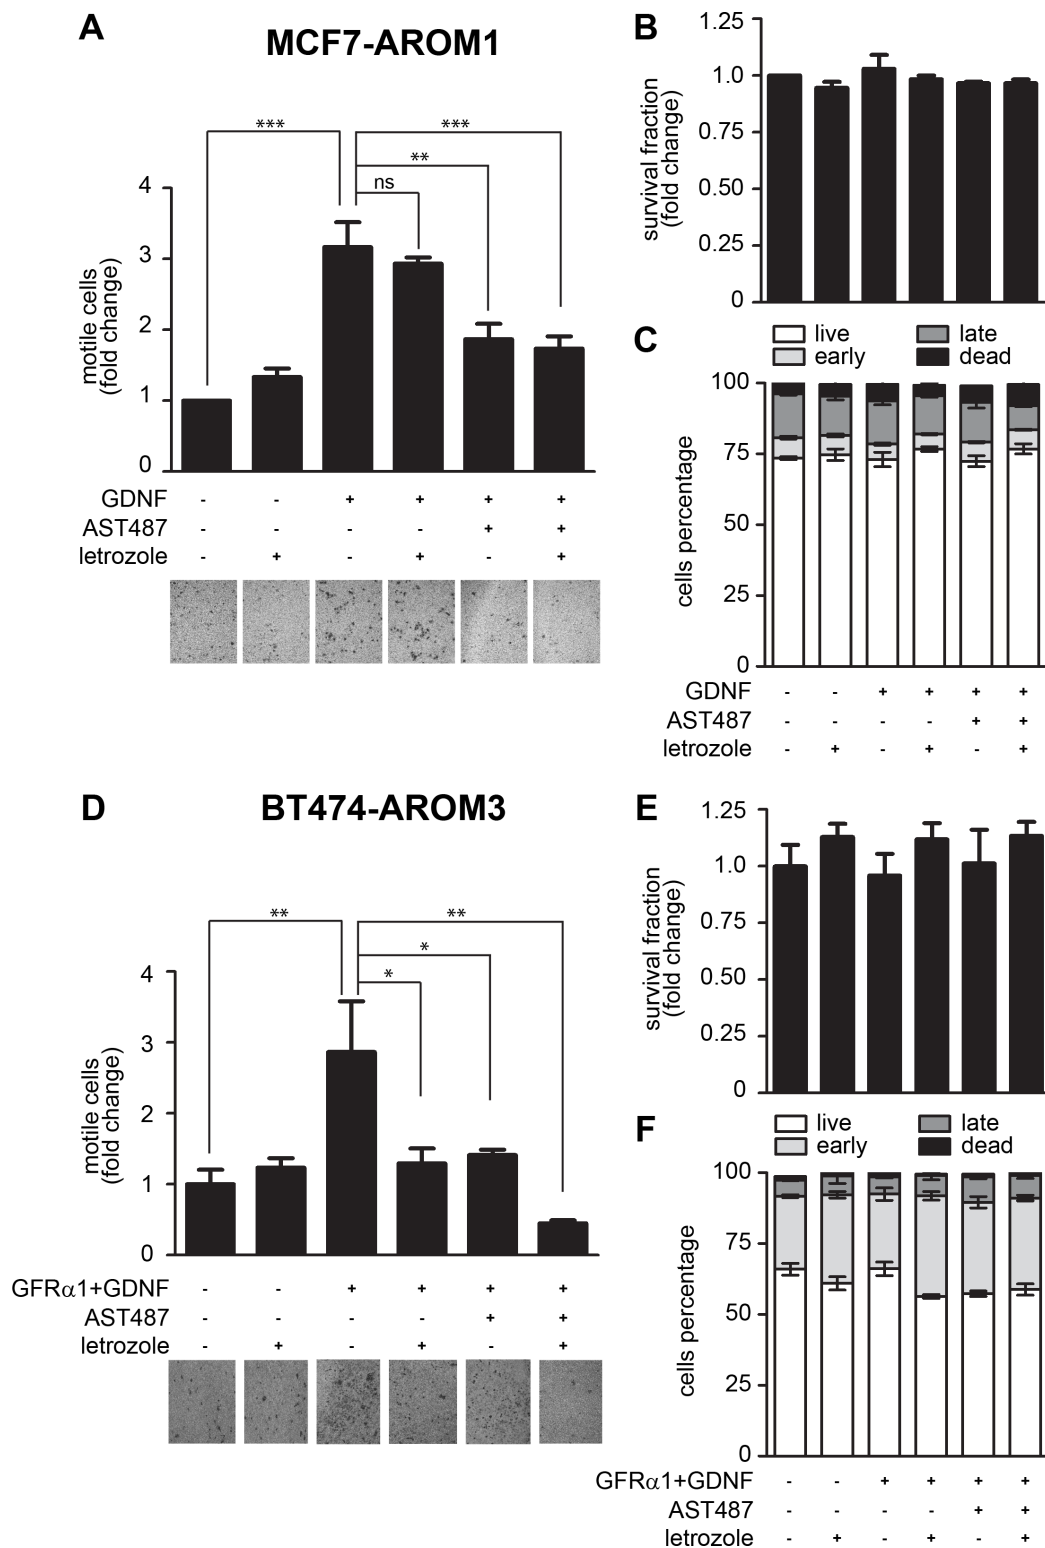 A
MCF7-AROM1
motile cells
(fold change)
4
3
2
1
0
***
***
**
ns
GDNF - - + + + +
AST487 - - - - + +
letrozole - + - + - +
B
survival fraction
(fold change)
1.25
1.0
0.75
0.50
0.25
0
C
live late
early dead
cells percentage
100
75
50
25
0
GDNF - - + + + +
AST487 - - - - + +
letrozole - + - + - +
D
BT474-AROM3
motile cells
(fold change)
4
3
2
1
0
**
**
*
*
GFRα1+GDNF - - + + + +
AST487 - - - - + +
letrozole - + - + - +
E
survival fraction
(fold change)
1.25
1.0
0.75
0.50
0.25
0
F
live late
early dead
cells percentage
100
75
50
25
0
GFRα1+GDNF - - + + + +
AST487 - - - - + +
letrozole - + - + - +